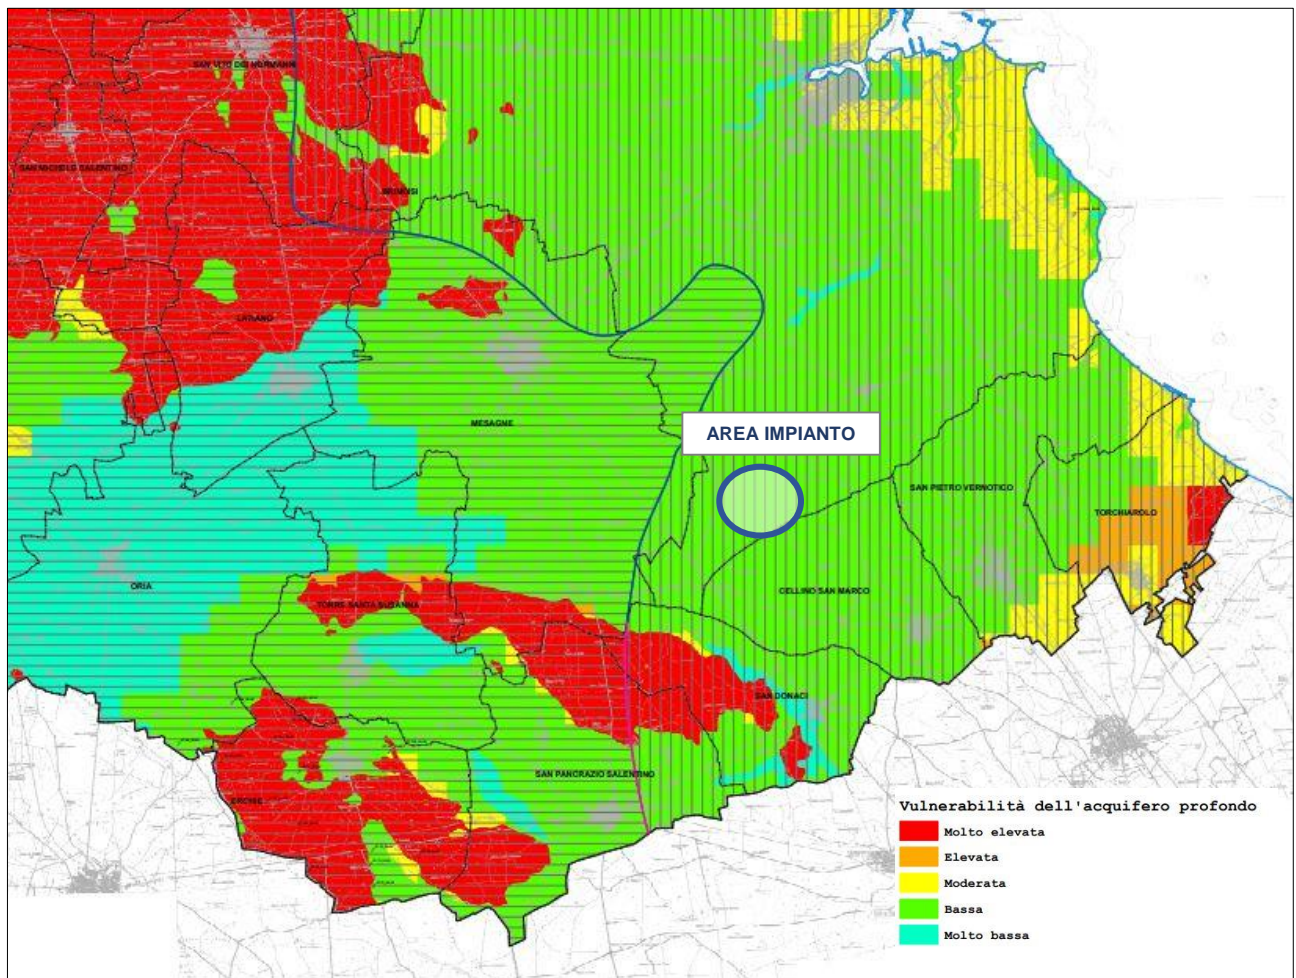 SAN VITO DEI NORMANNI
SAN MICHELE SALENTINO
BRINDISI
LATIANO
MESAGNE
AREA IMPIANTO
SAN PIETRO VERNOTICO
TORCHIAROLO
ORIA
TORRE SANTA SUSANNA
CELLINO SAN MARCO
SAN DONACI
SAN PANCRAZIO SALENTINO
ERCHIE
Vulnerabilità dell'acquifero profondo
Molto elevata
Elevata
Moderata
Bassa
Molto bassa